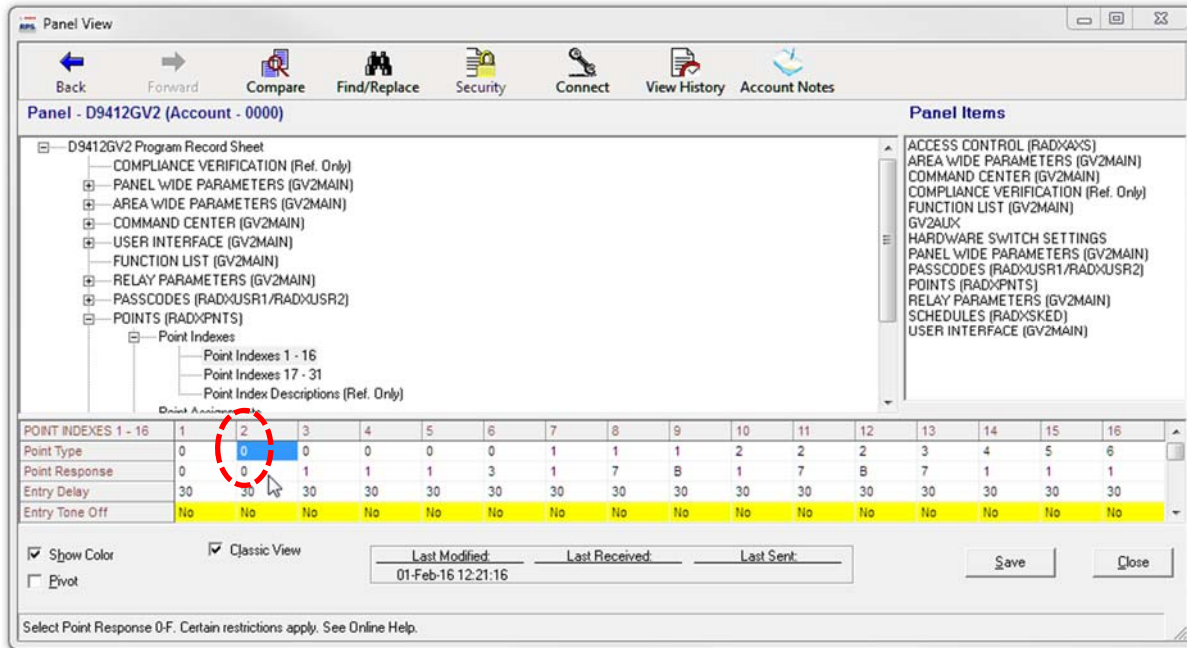 RPS. Panel View
Back Forward Compare Find/Replace Security Connect View History Account Notes
Panel - D9412GV2 (Account - 0000)
D9412GV2 Program Record Sheet
COMPLIANCE VERIFICATION (Ref. Only)
PANEL WIDE PARAMETERS (GV2MAIN)
AREA WIDE PARAMETERS (GV2MAIN)
COMMAND CENTER (GV2MAIN)
USER INTERFACE (GV2MAIN)
FUNCTION LIST (GV2MAIN)
RELAY PARAMETERS (GV2MAIN)
PASSCODES (RADXUSR1/RADXUSR2)
POINTS (RADXPNTS)
Point Indexes
Point Indexes 1 - 16
Point Indexes 17 - 31
Point Index Descriptions (Ref. Only)
Point Assignments
Panel Items
ACCESS CONTROL (RADXAXS)
AREA WIDE PARAMETERS (GV2MAIN)
COMMAND CENTER (GV2MAIN)
COMPLIANCE VERIFICATION (Ref. Only)
FUNCTION LIST (GV2MAIN)
GV2AUX
HARDWARE SWITCH SETTINGS
PANEL WIDE PARAMETERS (GV2MAIN)
PASSCODES (RADXUSR1/RADXUSR2)
POINTS (RADXPNTS)
RELAY PARAMETERS (GV2MAIN)
SCHEDULES (RADXSKED)
USER INTERFACE (GV2MAIN)
POINT INDEXES 1 - 16 1 2 3 4 5 6 7 8 9 10 11 12 13 14 15 16
Point Type 0 0 0 0 0 0 1 1 1 2 2 2 3 4 5 6
Point Response 0 0 1 1 1 3 1 7 B 1 7 B 7 1 1 1
Entry Delay 30 30 30 30 30 30 30 30 30 30 30 30 30 30 30 30
Entry Tone Off No No No No No No No No No No No No No No No No
Show Color Classic View Last Modified: Last Received: Last Sent: Save Close
Pivot 01-Feb-16 12:21:16
Select Point Response 0-F. Certain restrictions apply. See Online Help.